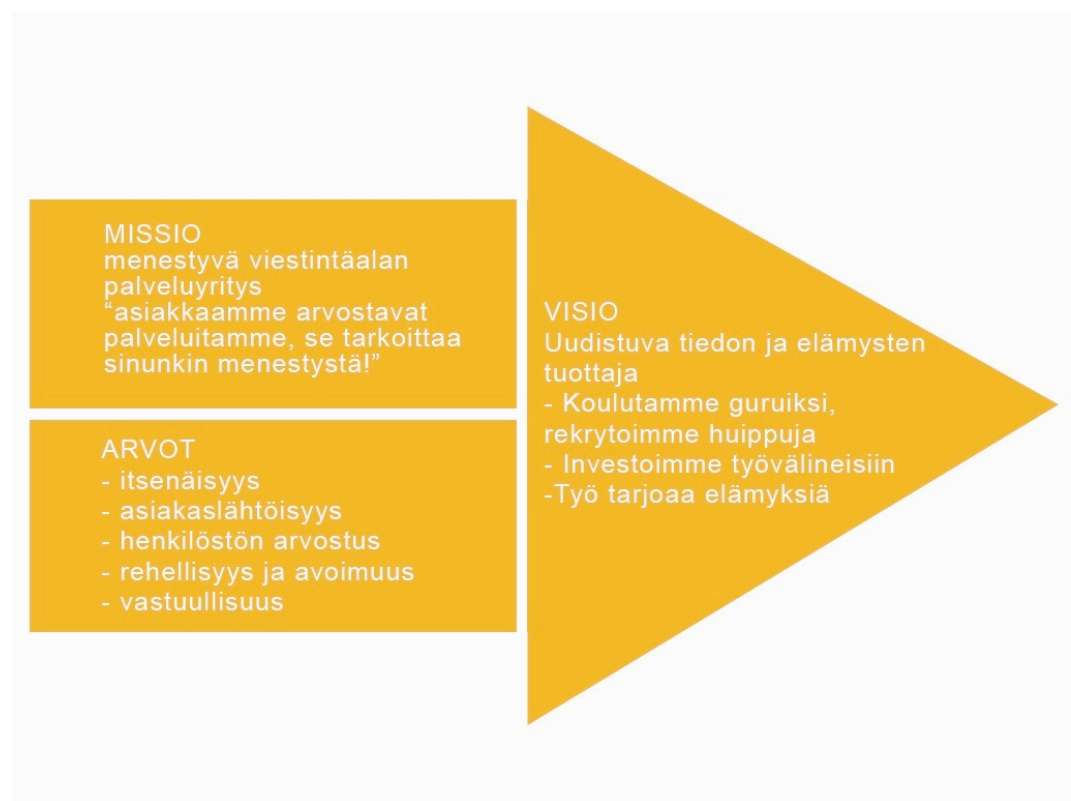 MISSIO
menestyvä viestintäalan
palveluyritys
“asiakkaamme arvostavat
palveluitamme, se tarkoittaa
sinunkin menestystä!”
ARVOT
- itsenäisyys
- asiakaslähtöisyys
- henkilöstön arvostus
- rehellisyys ja avoimuus
- vastuullisuus
VISIO
Uudistuva tiedon ja elämysten
tuottaja
- Koulutamme guruiksi,
rekrytoimme huippuja
- Investoimme työvälineisiin
-Työ tarjoaa elämyksiä